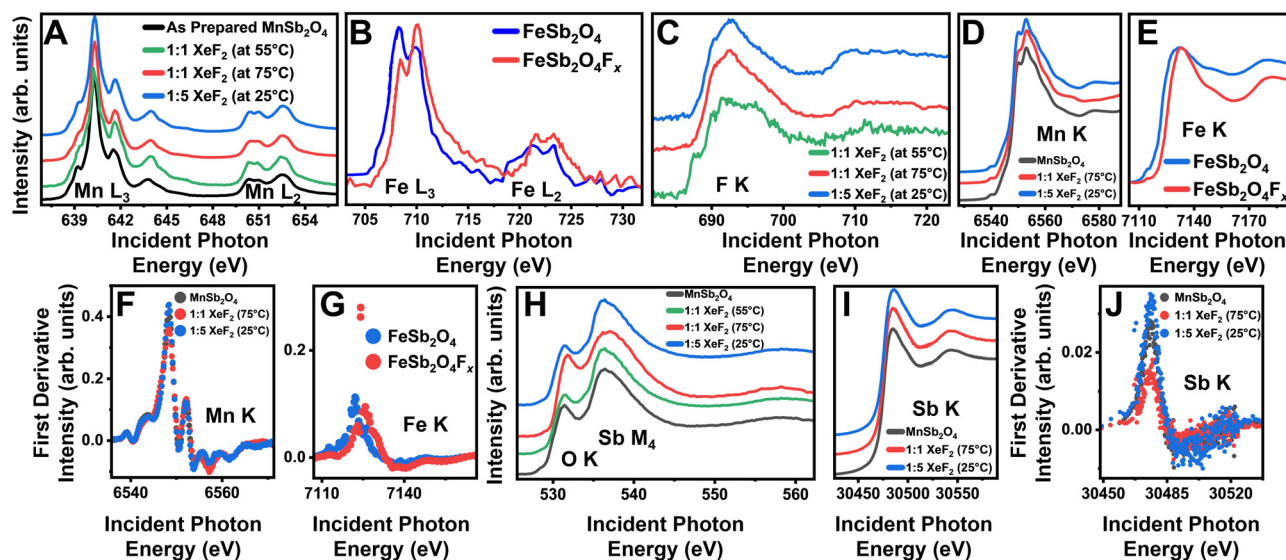 A
As Prepared MnSb₂O₄
1:1 XeF₂ (at 55°C)
1:1 XeF₂ (at 75°C)
1:5 XeF₂ (at 25°C)
Mn L₃
Mn L₂
Intensity (arb. units)
639 642 645 648 651 654
Incident Photon
Energy (eV)
B
FeSb₂O₄
FeSb₂O₄Fₓ
Fe L₃
Fe L₂
705 710 715 720 725 730
Incident Photon
Energy (eV)
C
F K
1:1 XeF₂ (at 55°C)
1:1 XeF₂ (at 75°C)
1:5 XeF₂ (at 25°C)
690 700 710 720
Incident Photon
Energy (eV)
D
Mn K
MnSb₂O₄
1:1 XeF₂ (75°C)
1:5 XeF₂ (25°C)
6540 6560 6580
Incident Photon
Energy (eV)
E
Fe K
FeSb₂O₄
FeSb₂O₄Fₓ
7110 7140 7170
Incident Photon
Energy (eV)
F
MnSb₂O₄
1:1 XeF₂ (75°C)
1:5 XeF₂ (25°C)
Mn K
First Derivative
Intensity (arb. units)
0.4
0.2
0.0
6540 6560
Incident Photon
Energy (eV)
G
FeSb₂O₄
FeSb₂O₄Fₓ
Fe K
0.2
0.0
7110 7140
Incident Photon
Energy (eV)
H
MnSb₂O₄
1:1 XeF₂ (55°C)
1:1 XeF₂ (75°C)
1:5 XeF₂ (25°C)
Sb M₄
O K
Intensity (arb. units)
530 540 550 560
Incident Photon
Energy (eV)
I
Sb K
MnSb₂O₄
1:1 XeF₂ (75°C)
1:5 XeF₂ (25°C)
30450 30500 30550
Incident Photon
Energy (eV)
J
MnSb₂O₄
1:1 XeF₂ (75°C)
1:5 XeF₂ (25°C)
Sb K
First Derivative
Intensity (arb. units)
0.02
0.00
30450 30485 30520
Incident Photon
Energy (eV)